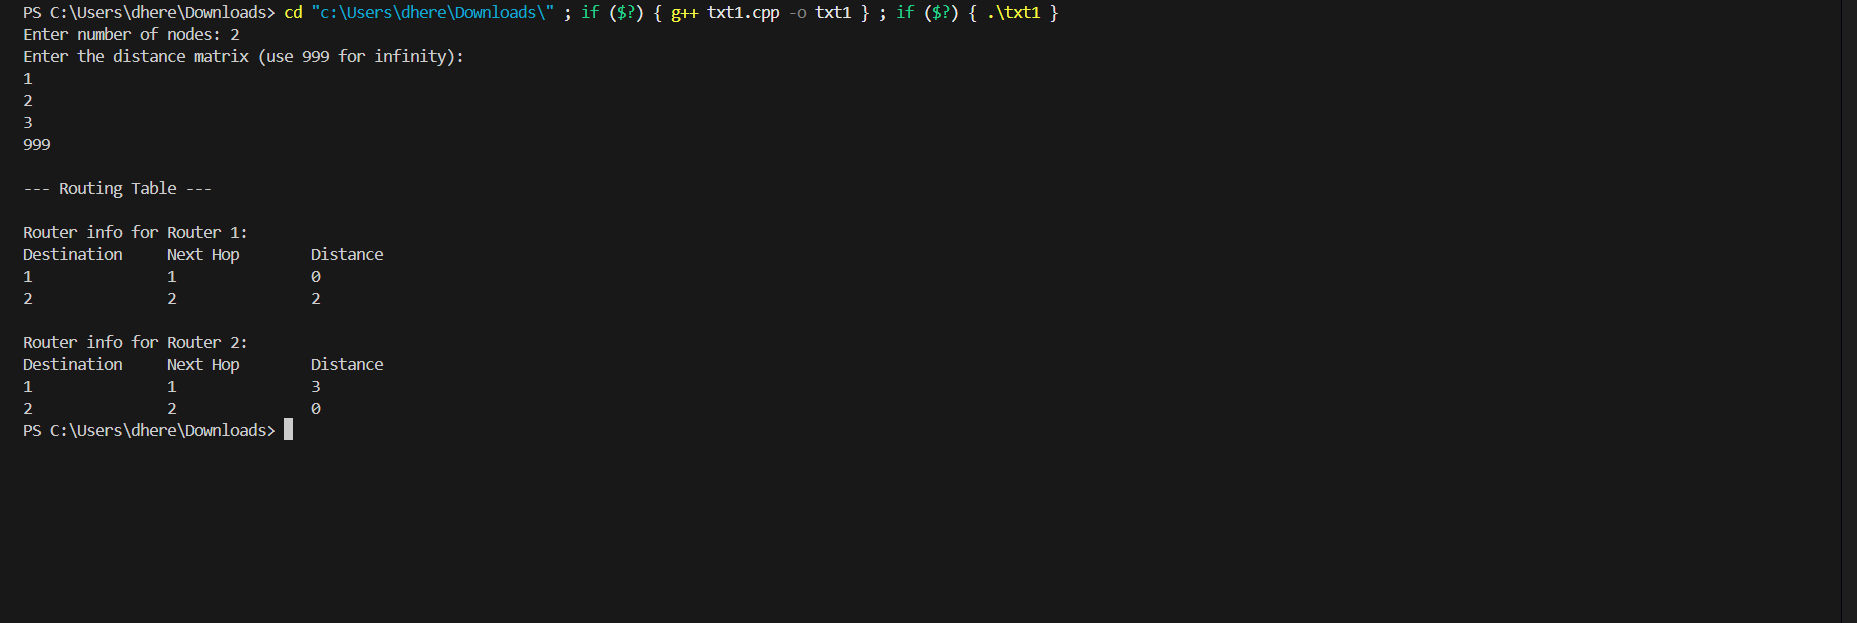 PS C:\Users\dhere\Downloads> cd "c:\Users\dhere\Downloads\" ; if ($?) { g++ txt1.cpp -o txt1 } ; if ($?) { .\txt1 }
Enter number of nodes: 2
Enter the distance matrix (use 999 for infinity):
1
2
3
999
--- Routing Table ---
Router info for Router 1:
Destination     Next Hop        Distance
1               1               0
2               2               2
Router info for Router 2:
Destination     Next Hop        Distance
1               1               3
2               2               0
PS C:\Users\dhere\Downloads>